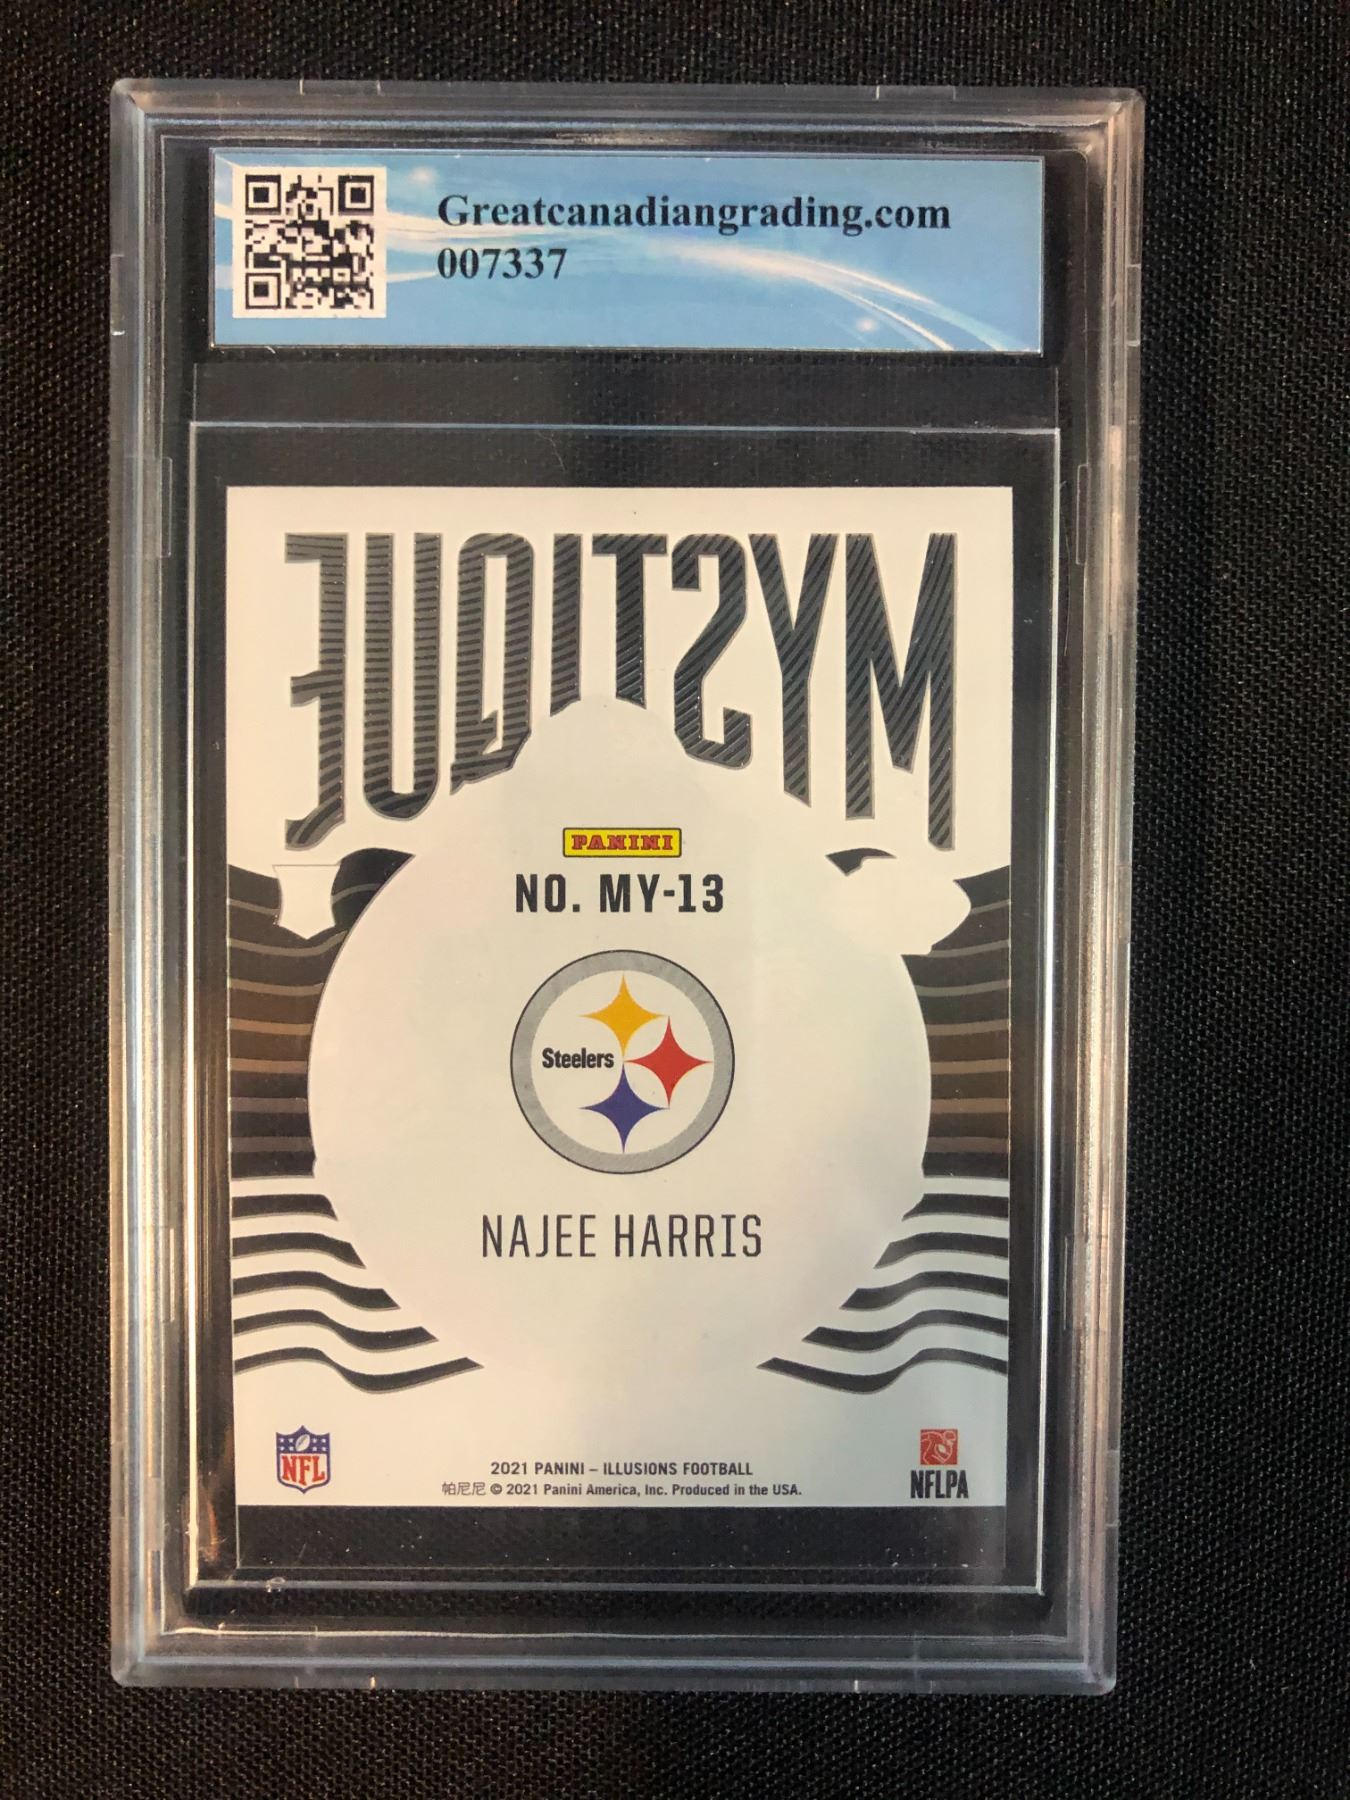 Greatcanadiangrading.com
007337
MYSTIQUE
PANINI
NO. MY-13
Steelers
NAJEE HARRIS
NFL
NFLPA
2021 PANINI – ILLUSIONS FOOTBALL
帕尼尼 © 2021 Panini America, Inc. Produced in the USA.